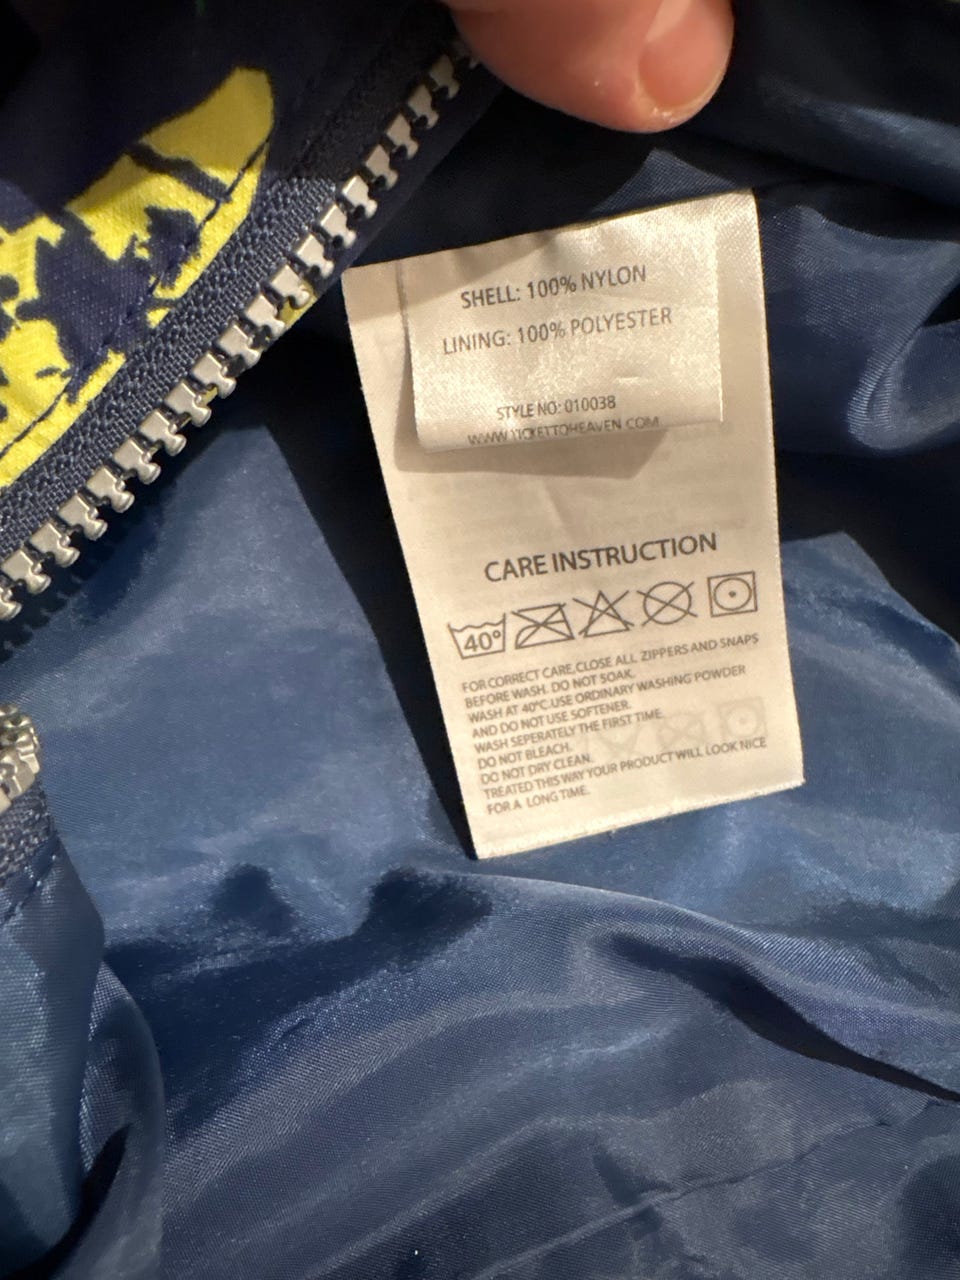 SHELL: 100% NYLON
LINING: 100% POLYESTER
STYLE NO: 010038
WWW.TICKETTOHEAVEN.COM
CARE INSTRUCTION
40°
FOR CORRECT CARE,CLOSE ALL ZIPPERS AND SNAPS
BEFORE WASH. DO NOT SOAK.
WASH AT 40°C.USE ORDINARY WASHING POWDER
AND DO NOT USE SOFTENER.
WASH SEPERATELY THE FIRST TIME.
DO NOT BLEACH.
DO NOT DRY CLEAN.
TREATED THIS WAY YOUR PRODUCT WILL LOOK NICE
FOR A LONG TIME.